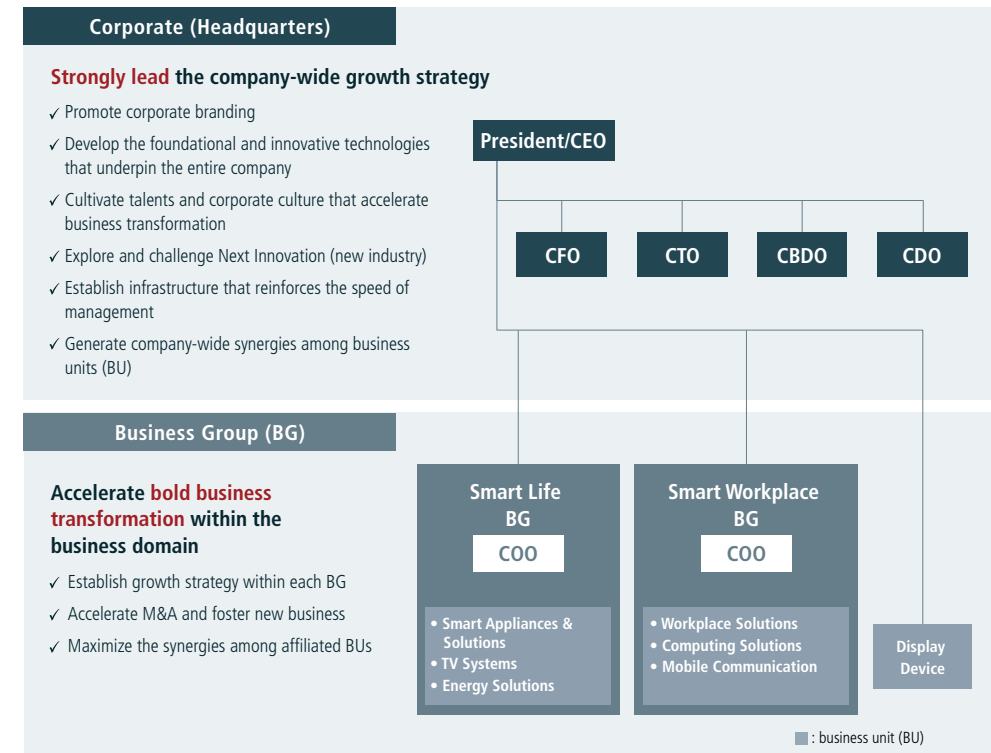 Corporate (Headquarters)
Strongly lead the company-wide growth strategy
✓ Promote corporate branding
✓ Develop the foundational and innovative technologies
that underpin the entire company
✓ Cultivate talents and corporate culture that accelerate
business transformation
✓ Explore and challenge Next Innovation (new industry)
✓ Establish infrastructure that reinforces the speed of
management
✓ Generate company-wide synergies among business
units (BU)
President/CEO
CFO
CTO
CBDO
CDO
Business Group (BG)
Accelerate bold business
transformation within the
business domain
✓ Establish growth strategy within each BG
✓ Accelerate M&A and foster new business
✓ Maximize the synergies among affiliated BUs
Smart Life
BG
COO
• Smart Appliances &
Solutions
• TV Systems
• Energy Solutions
Smart Workplace
BG
COO
• Workplace Solutions
• Computing Solutions
• Mobile Communication
Display
Device
: business unit (BU)